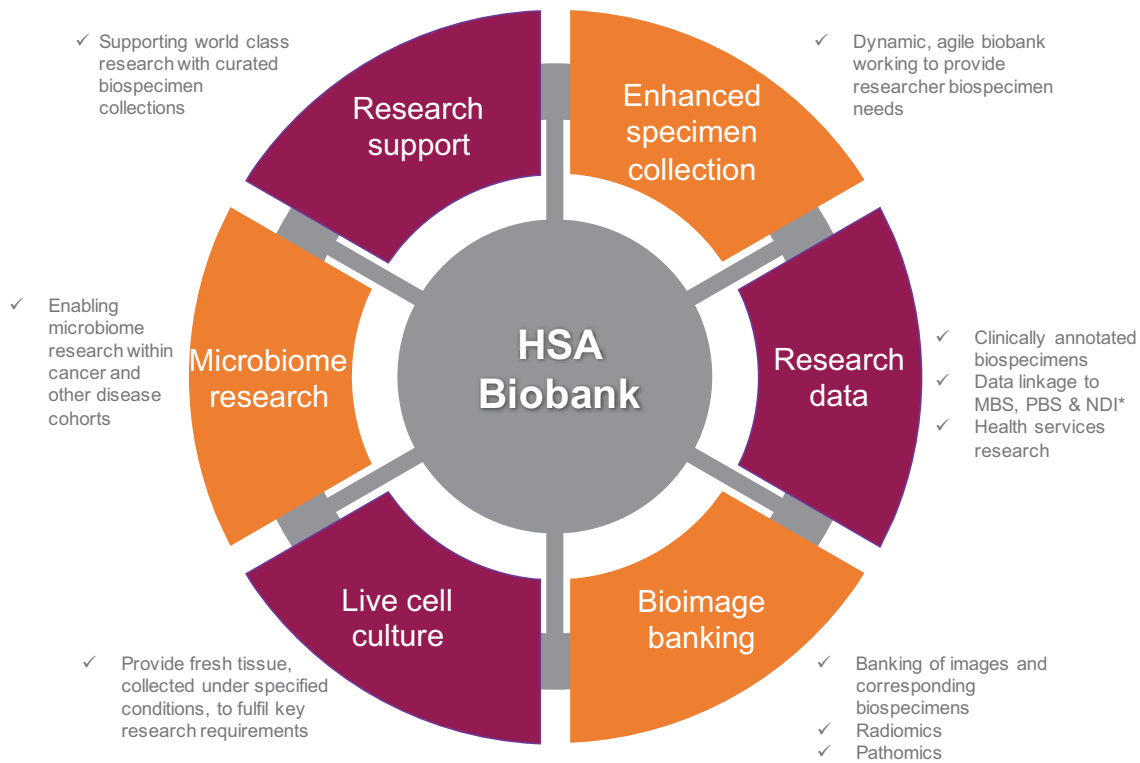 ✓ Supporting world class
research with curated
biospecimen
collections
Research
support
Enhanced
specimen
collection
✓ Dynamic, agile biobank
working to provide
researcher biospecimen
needs
✓ Enabling
microbiome
research within
cancer and
other disease
cohorts
Microbiome
research
HSA
Biobank
Research
data
✓ Clinically annotated
biospecimens
✓ Data linkage to
MBS, PBS & NDI*
✓ Health services
research
✓ Provide fresh tissue,
collected under specified
conditions, to fulfil key
research requirements
Live cell
culture
Bioimage
banking
✓ Banking of images and
corresponding
biospecimens
✓ Radiomics
✓ Pathomics